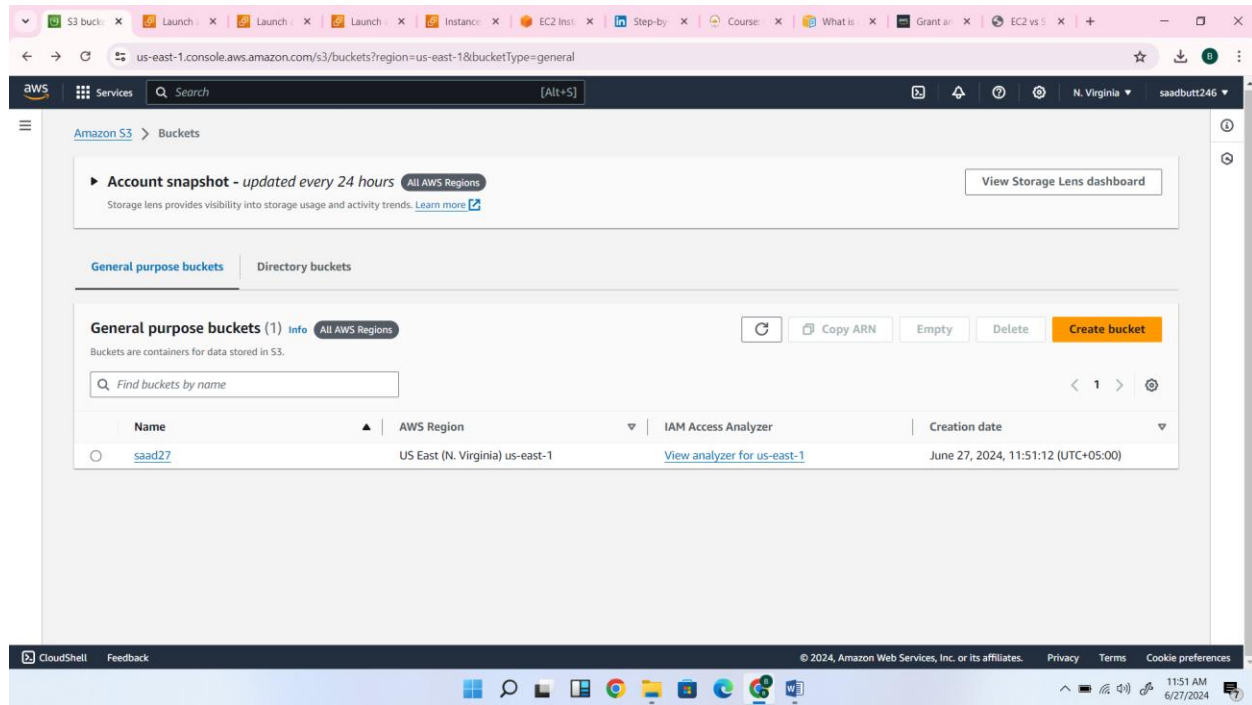 S3 bucke
Launch a
Launch a
Launch a
Instance
EC2 Inst
Step-by
Courses
What is
Grant an
EC2 vs S
us-east-1.console.aws.amazon.com/s3/buckets?region=us-east-1&bucketType=general
B
aws
Services
Search
[Alt+S]
N. Virginia
saadbutt246
Amazon S3 > Buckets
Account snapshot - updated every 24 hours All AWS Regions
View Storage Lens dashboard
Storage lens provides visibility into storage usage and activity trends. Learn more
General purpose buckets
Directory buckets
General purpose buckets (1) Info All AWS Regions
Copy ARN
Empty
Delete
Create bucket
Buckets are containers for data stored in S3.
Find buckets by name
1
Name
AWS Region
IAM Access Analyzer
Creation date
saad27
US East (N. Virginia) us-east-1
View analyzer for us-east-1
June 27, 2024, 11:51:12 (UTC+05:00)
CloudShell
Feedback
© 2024, Amazon Web Services, Inc. or its affiliates.
Privacy
Terms
Cookie preferences
11:51 AM
6/27/2024